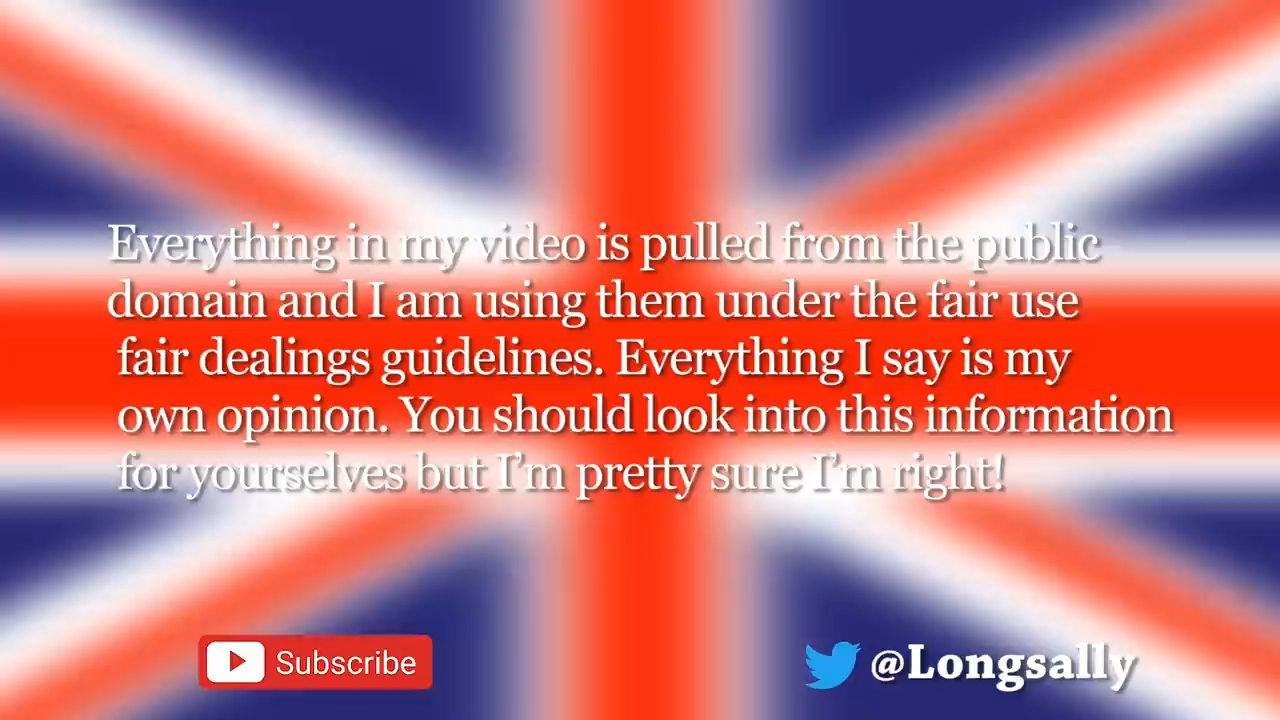 Everything in my video is pulled from the public
domain and I am using them under the fair use
fair dealings guidelines. Everything I say is my
own opinion. You should look into this information
for yourselves but I'm pretty sure I'm right!
Subscribe
@Longsally